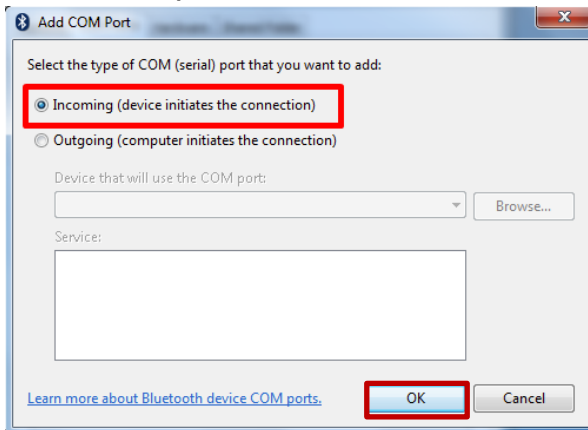 Add COM Port
Select the type of COM (serial) port that you want to add:
Incoming (device initiates the connection)
Outgoing (computer initiates the connection)
Device that will use the COM port:
Browse...
Service:
Learn more about Bluetooth device COM ports.
OK
Cancel